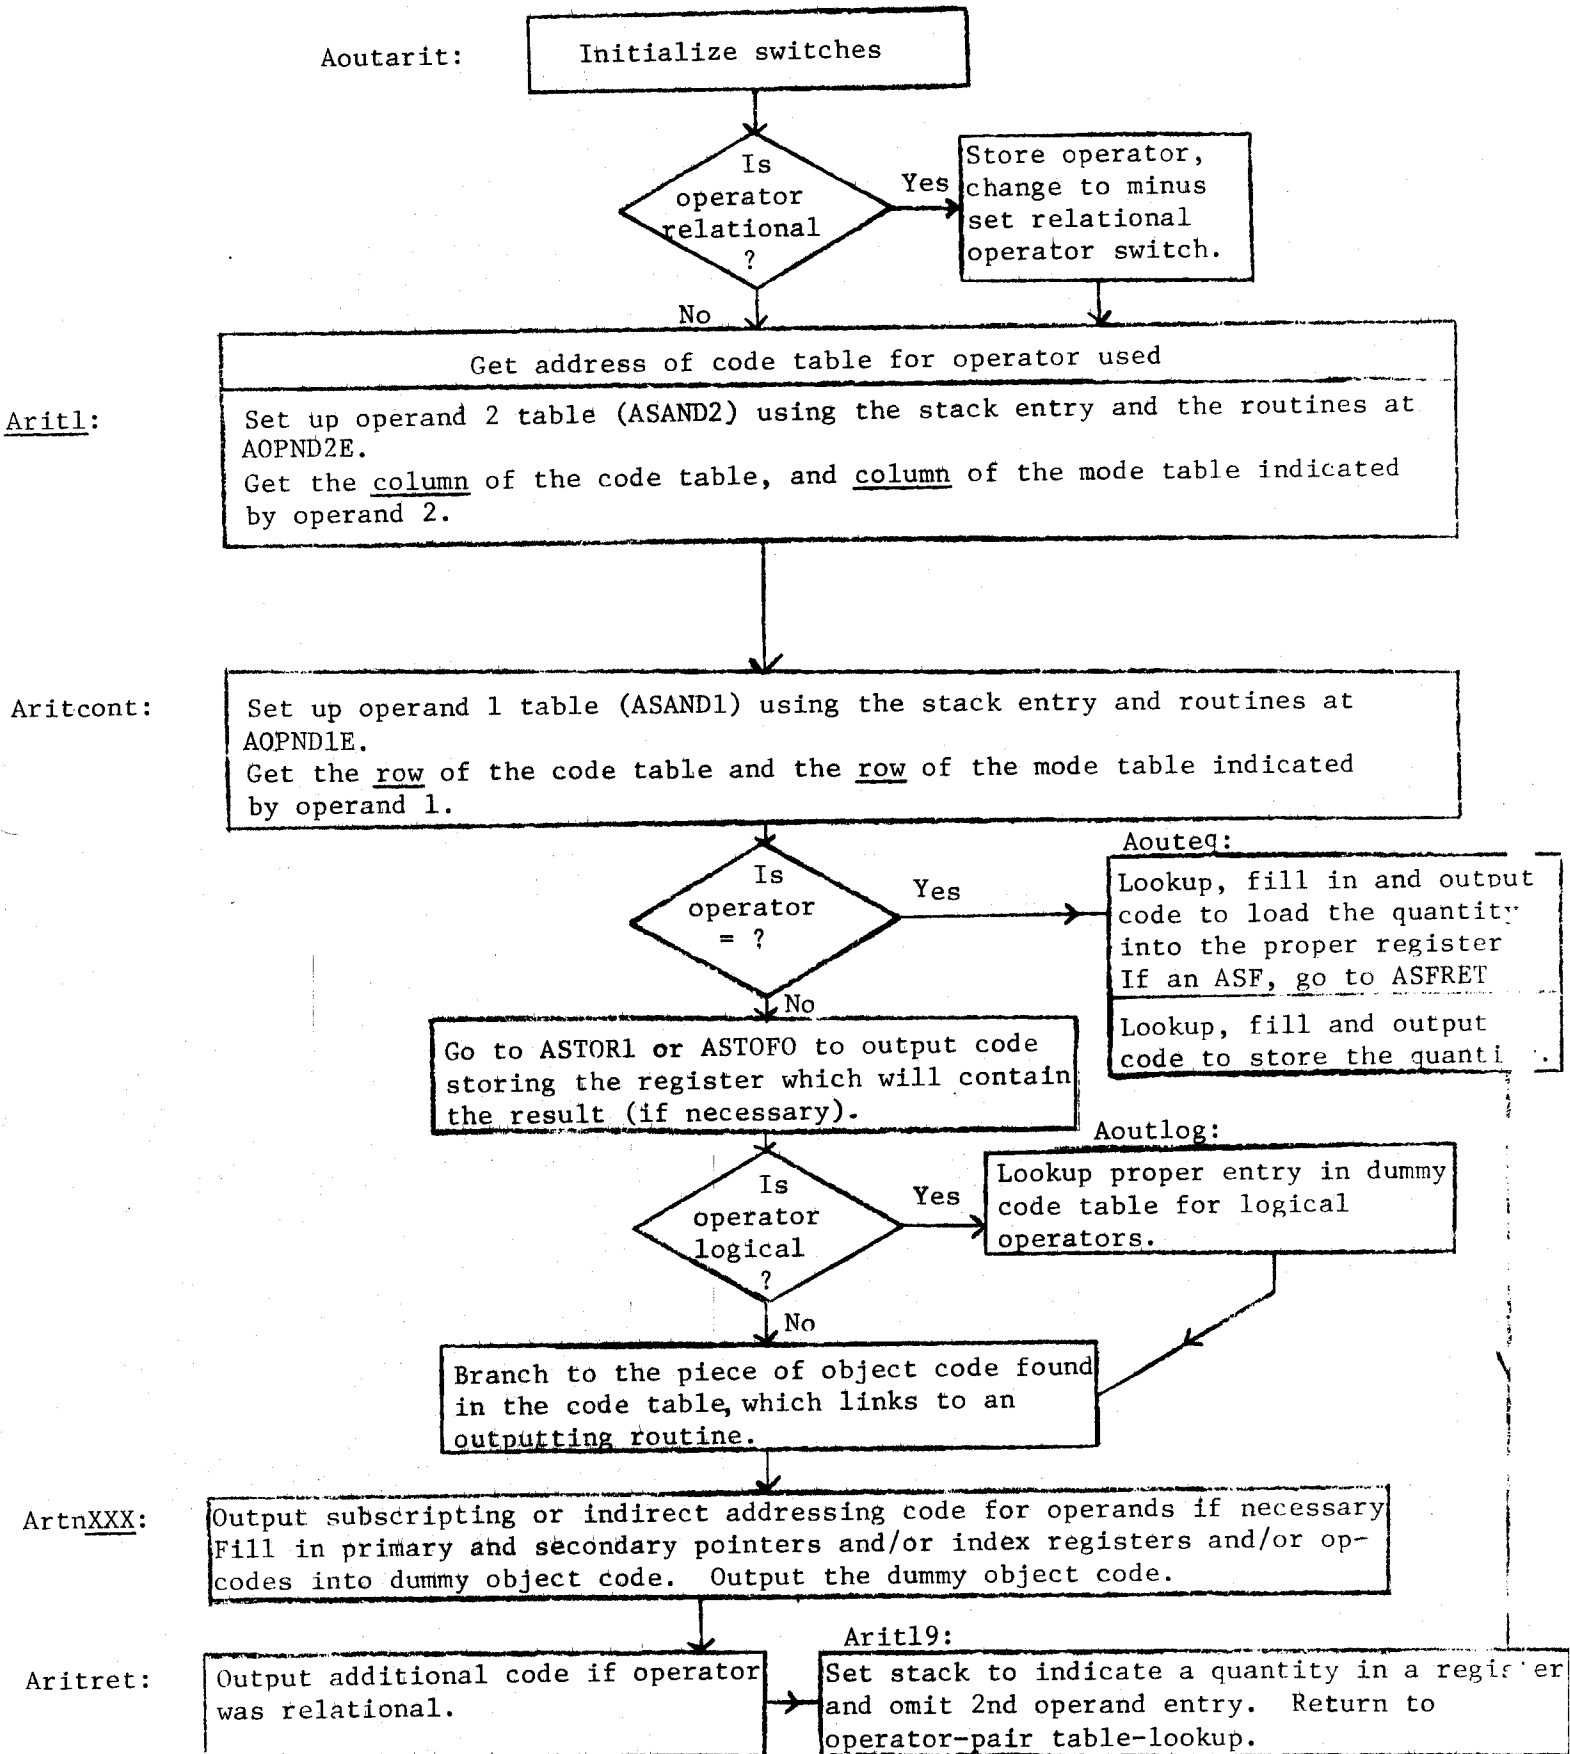 Aoutarit:
Initialize switches
Is
operator
relational
?
Yes
Store operator,
change to minus
set relational
operator switch.
No
Get address of code table for operator used
Arit1:
Set up operand 2 table (ASAND2) using the stack entry and the routines at
AOPND2E.
Get the column of the code table, and column of the mode table indicated
by operand 2.
Aritcont:
Set up operand 1 table (ASAND1) using the stack entry and routines at
AOPND1E.
Get the row of the code table and the row of the mode table indicated
by operand 1.
Is
operator
= ?
Yes
Aouteq:
Lookup, fill in and output
code to load the quantity
into the proper register
If an ASF, go to ASFRET
Lookup, fill and output
code to store the quanti .
No
Go to ASTOR1 or ASTOFO to output code
storing the register which will contain
the result (if necessary).
Is
operator
logical
?
Yes
Aoutlog:
Lookup proper entry in dummy
code table for logical
operators.
No
Branch to the piece of object code found
in the code table, which links to an
outputting routine.
ArtnXXX:
Output subscripting or indirect addressing code for operands if necessary
Fill in primary and secondary pointers and/or index registers and/or op-
codes into dummy object code. Output the dummy object code.
Aritret:
Output additional code if operator
was relational.
Arit19:
Set stack to indicate a quantity in a register
and omit 2nd operand entry. Return to
operator-pair table-lookup.